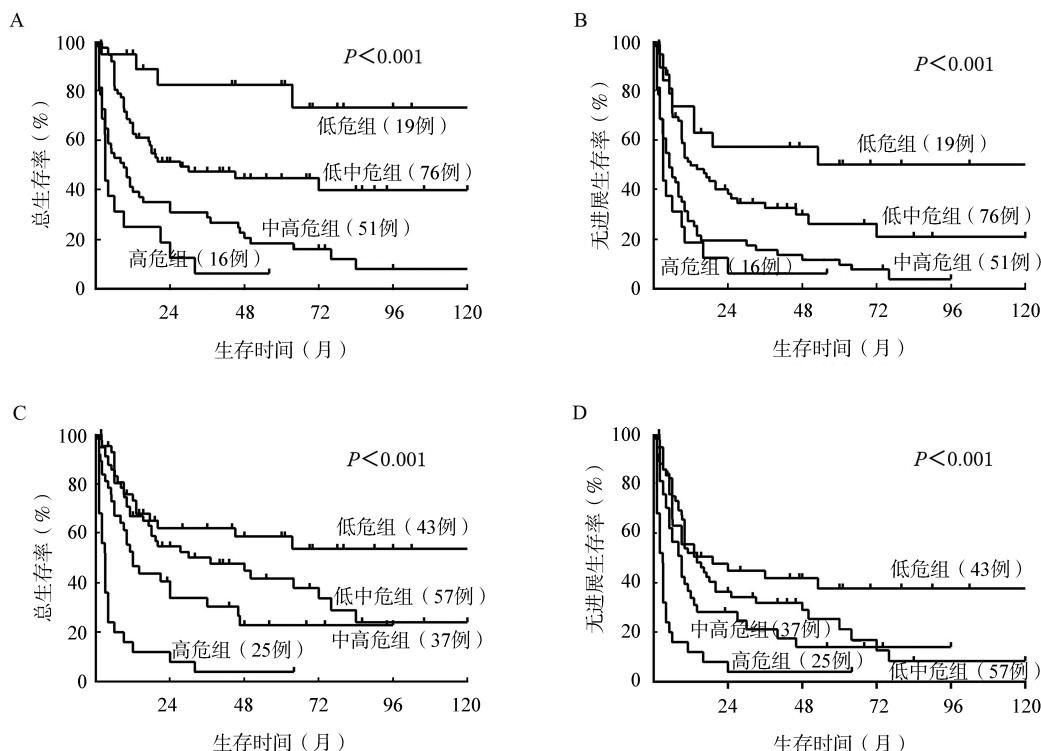 A
总生存率（%）
100
80
60
40
20
0
P＜0.001
低危组（19例）
低中危组（76例）
中高危组（51例）
高危组（16例）
24 48 72 96 120
生存时间（月）
B
无进展生存率（%）
100
80
60
40
20
0
P＜0.001
低危组（19例）
低中危组（76例）
中高危组（51例）
高危组（16例）
24 48 72 96 120
生存时间（月）
C
总生存率（%）
100
80
60
40
20
0
P＜0.001
低危组（43例）
低中危组（57例）
中高危组（37例）
高危组（25例）
24 48 72 96 120
生存时间（月）
D
无进展生存率（%）
100
80
60
40
20
0
P＜0.001
低危组（43例）
中高危组（37例）
高危组（25例）
低中危组（57例）
24 48 72 96 120
生存时间（月）